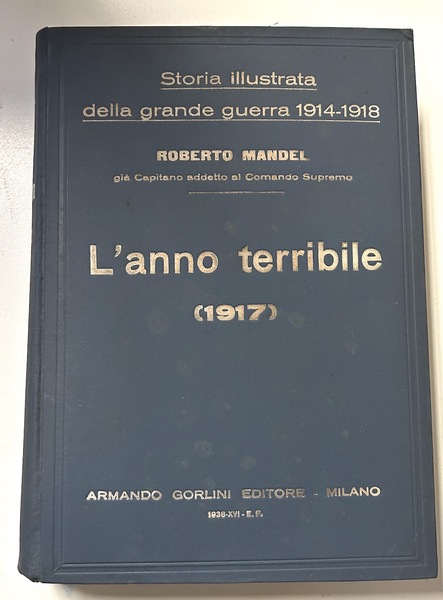 Storia illustrata
della grande guerra 1914-1918
ROBERTO MANDEL
già Capitano addetto al Comando Supremo
L'anno terribile
(1917)
ARMANDO GORLINI EDITORE - MILANO
1938-XVI - E. F.